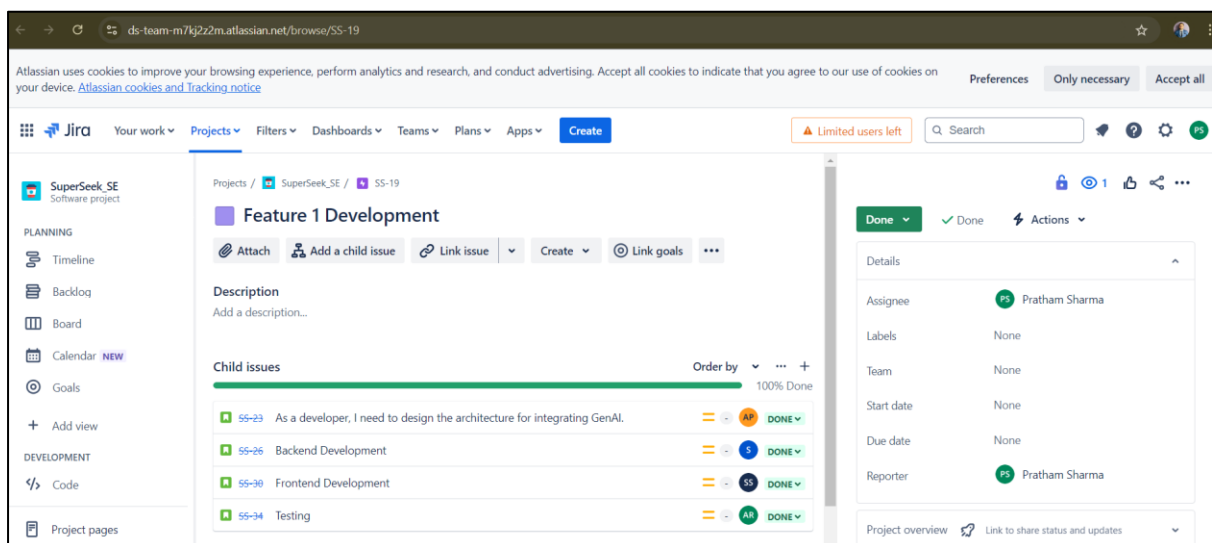 ds-team-m7kj2z2m.atlassian.net/browse/SS-19
Atlassian uses cookies to improve your browsing experience, perform analytics and research, and conduct advertising. Accept all cookies to indicate that you agree to our use of cookies on
your device. Atlassian cookies and Tracking notice
Preferences
Only necessary
Accept all
Jira
Your work
Projects
Filters
Dashboards
Teams
Plans
Apps
Create
Limited users left
Search
PS
SuperSeek_SE
Software project
PLANNING
Timeline
Backlog
Board
Calendar NEW
Goals
+ Add view
DEVELOPMENT
Code
Project pages
Projects / SuperSeek_SE / SS-19
Feature 1 Development
Attach
Add a child issue
Link issue
Create
Link goals
Description
Add a description...
Child issues
Order by
100% Done
SS-23 As a developer, I need to design the architecture for integrating GenAI. - AP DONE
SS-26 Backend Development - S DONE
SS-30 Frontend Development - SS DONE
SS-34 Testing - AR DONE
1
Done
Done
Actions
Details
Assignee PS Pratham Sharma
Labels None
Team None
Start date None
Due date None
Reporter PS Pratham Sharma
Project overview Link to share status and updates